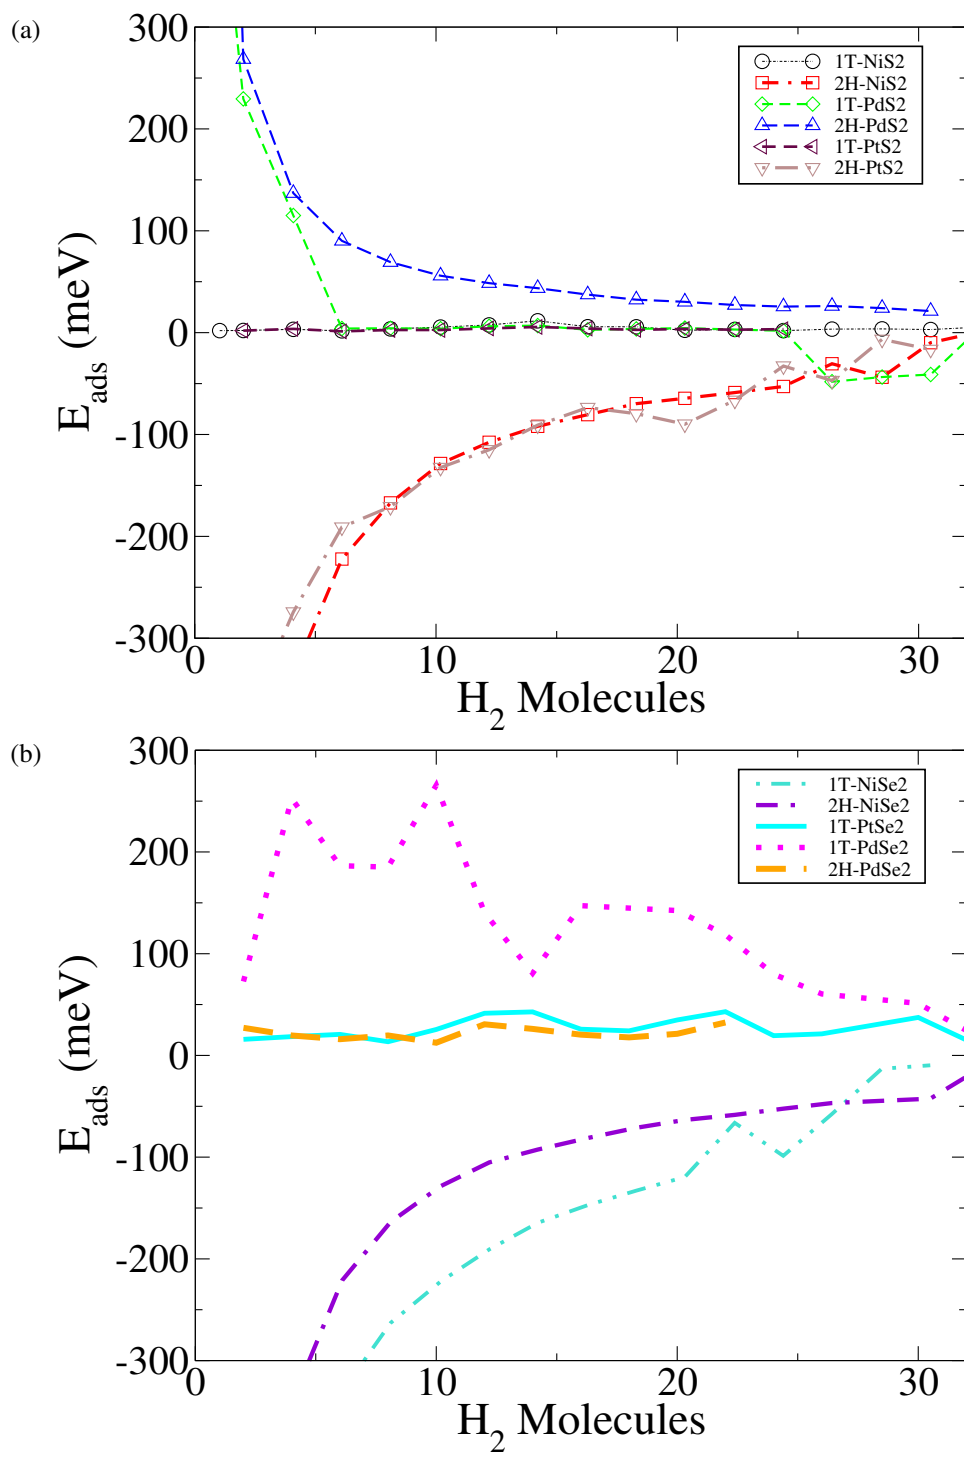 (a)
300
200
100
0
-100
-200
-300
E_ads (meV)
1T-NiS2
2H-NiS2
1T-PdS2
2H-PdS2
1T-PtS2
2H-PtS2
0 10 20 30
H₂ Molecules
(b)
300
200
100
0
-100
-200
-300
E_ads (meV)
1T-NiSe2
2H-NiSe2
1T-PtSe2
1T-PdSe2
2H-PdSe2
0 10 20 30
H₂ Molecules